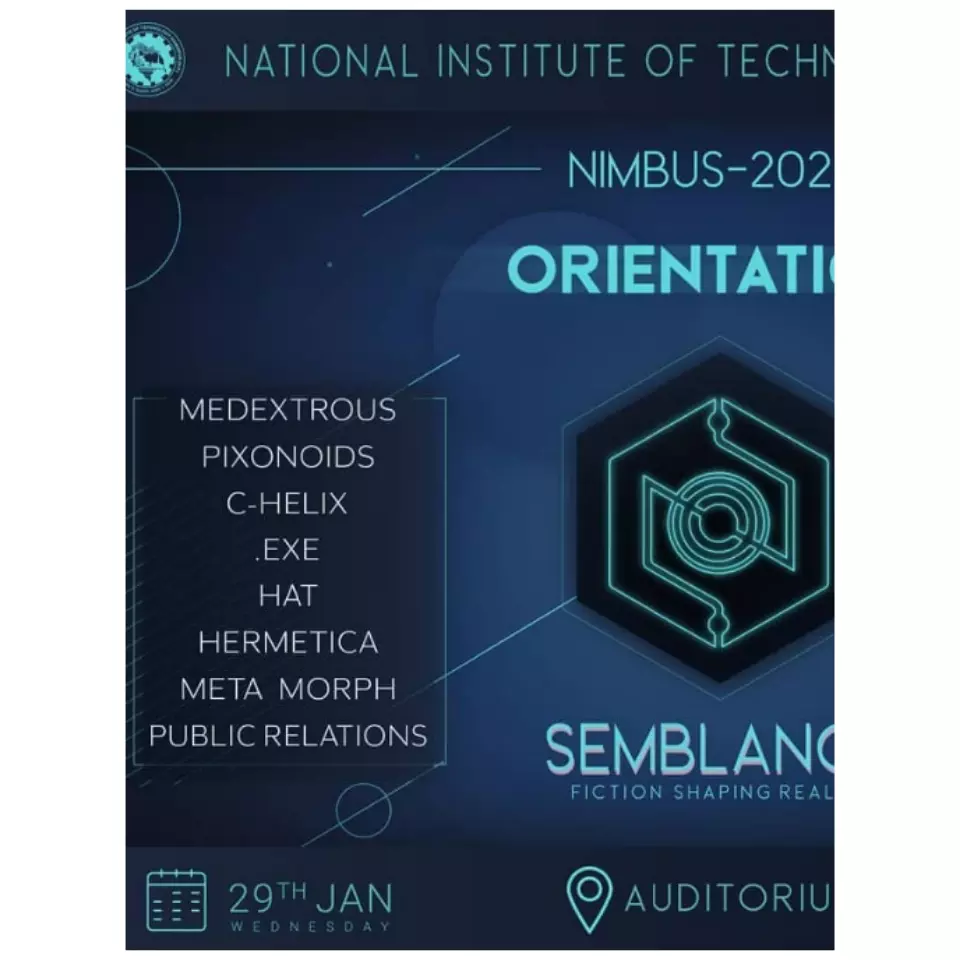 NATIONAL INSTITUTE OF TECHN
NIMBUS-202
ORIENTATIO
MEDEXTROUS
PIXONOIDS
C-HELIX
.EXE
HAT
HERMETICA
META MORPH
PUBLIC RELATIONS
SEMBLANC
FICTION SHAPING REAL
29TH JAN
WEDNESDAY
AUDITORIU